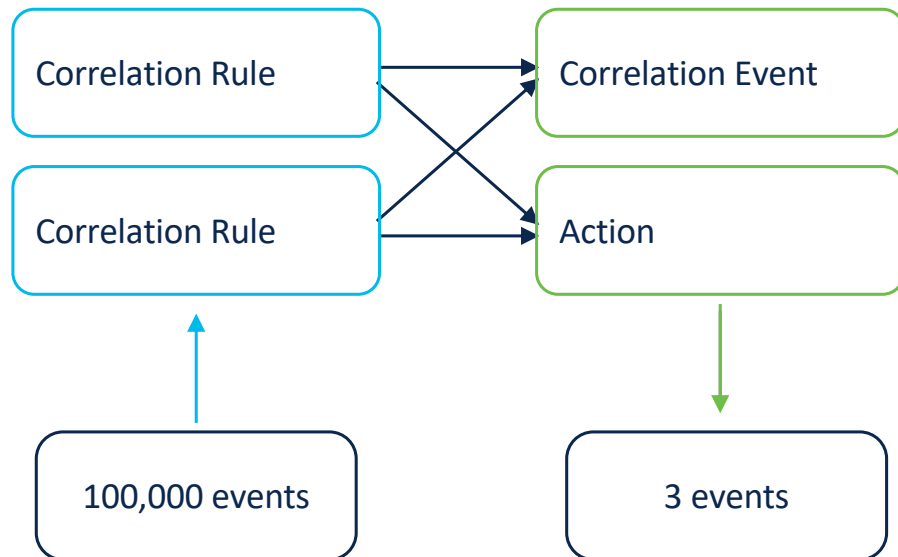 Correlation Rule
Correlation Event
Correlation Rule
Action
100,000 events
3 events